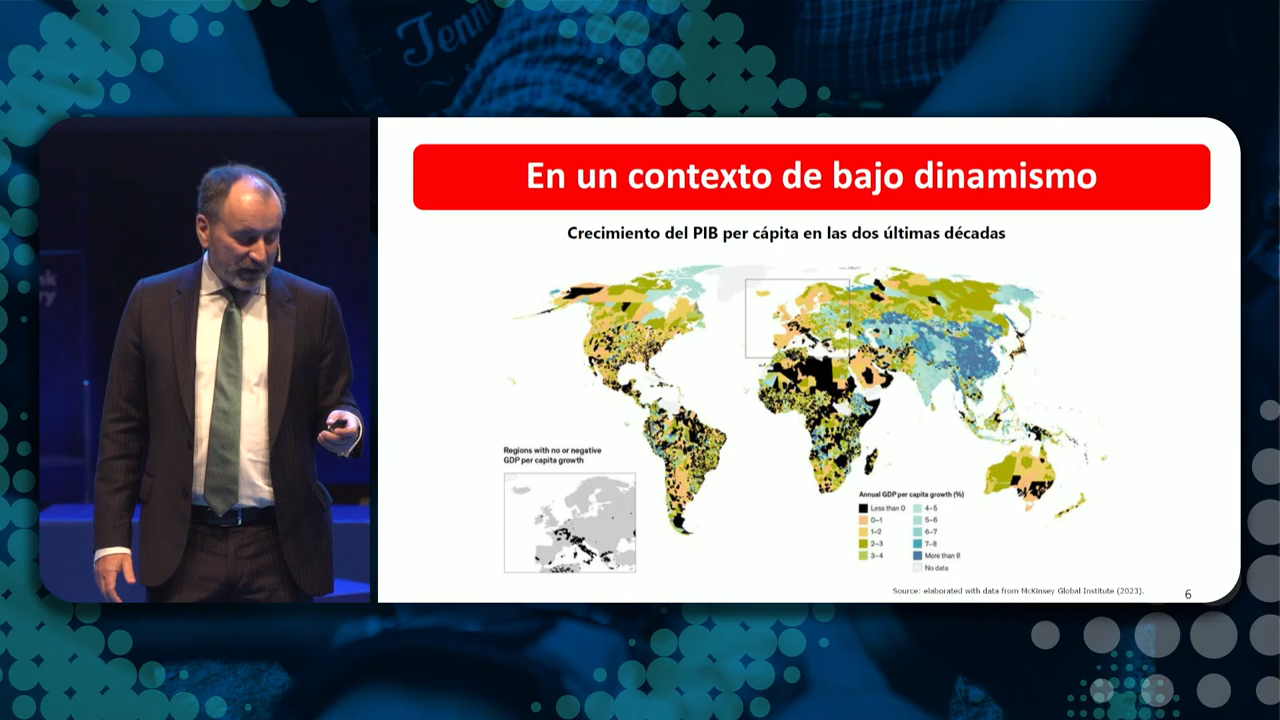 Tenn
En un contexto de bajo dinamismo
Crecimiento del PIB per cápita en las dos últimas décadas
Regions with no or negative
GDP per capita growth
Annual GDP per capita growth (%)
Less than 0
0–1
1–2
2–3
3–4
4–5
5–6
6–7
7–8
More than 8
No data
Source: elaborated with data from McKinsey Global Institute (2023).
6